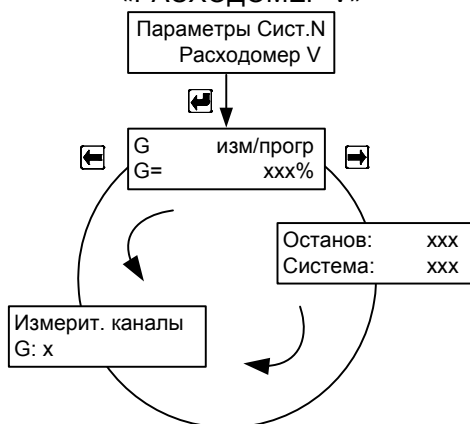 «РАСХОДОМЕР V»
Параметры Сист.N
Расходомер V
G изм/прогр
G= xxx%
Останов: xxx
Система: xxx
Измерит. каналы
G: x